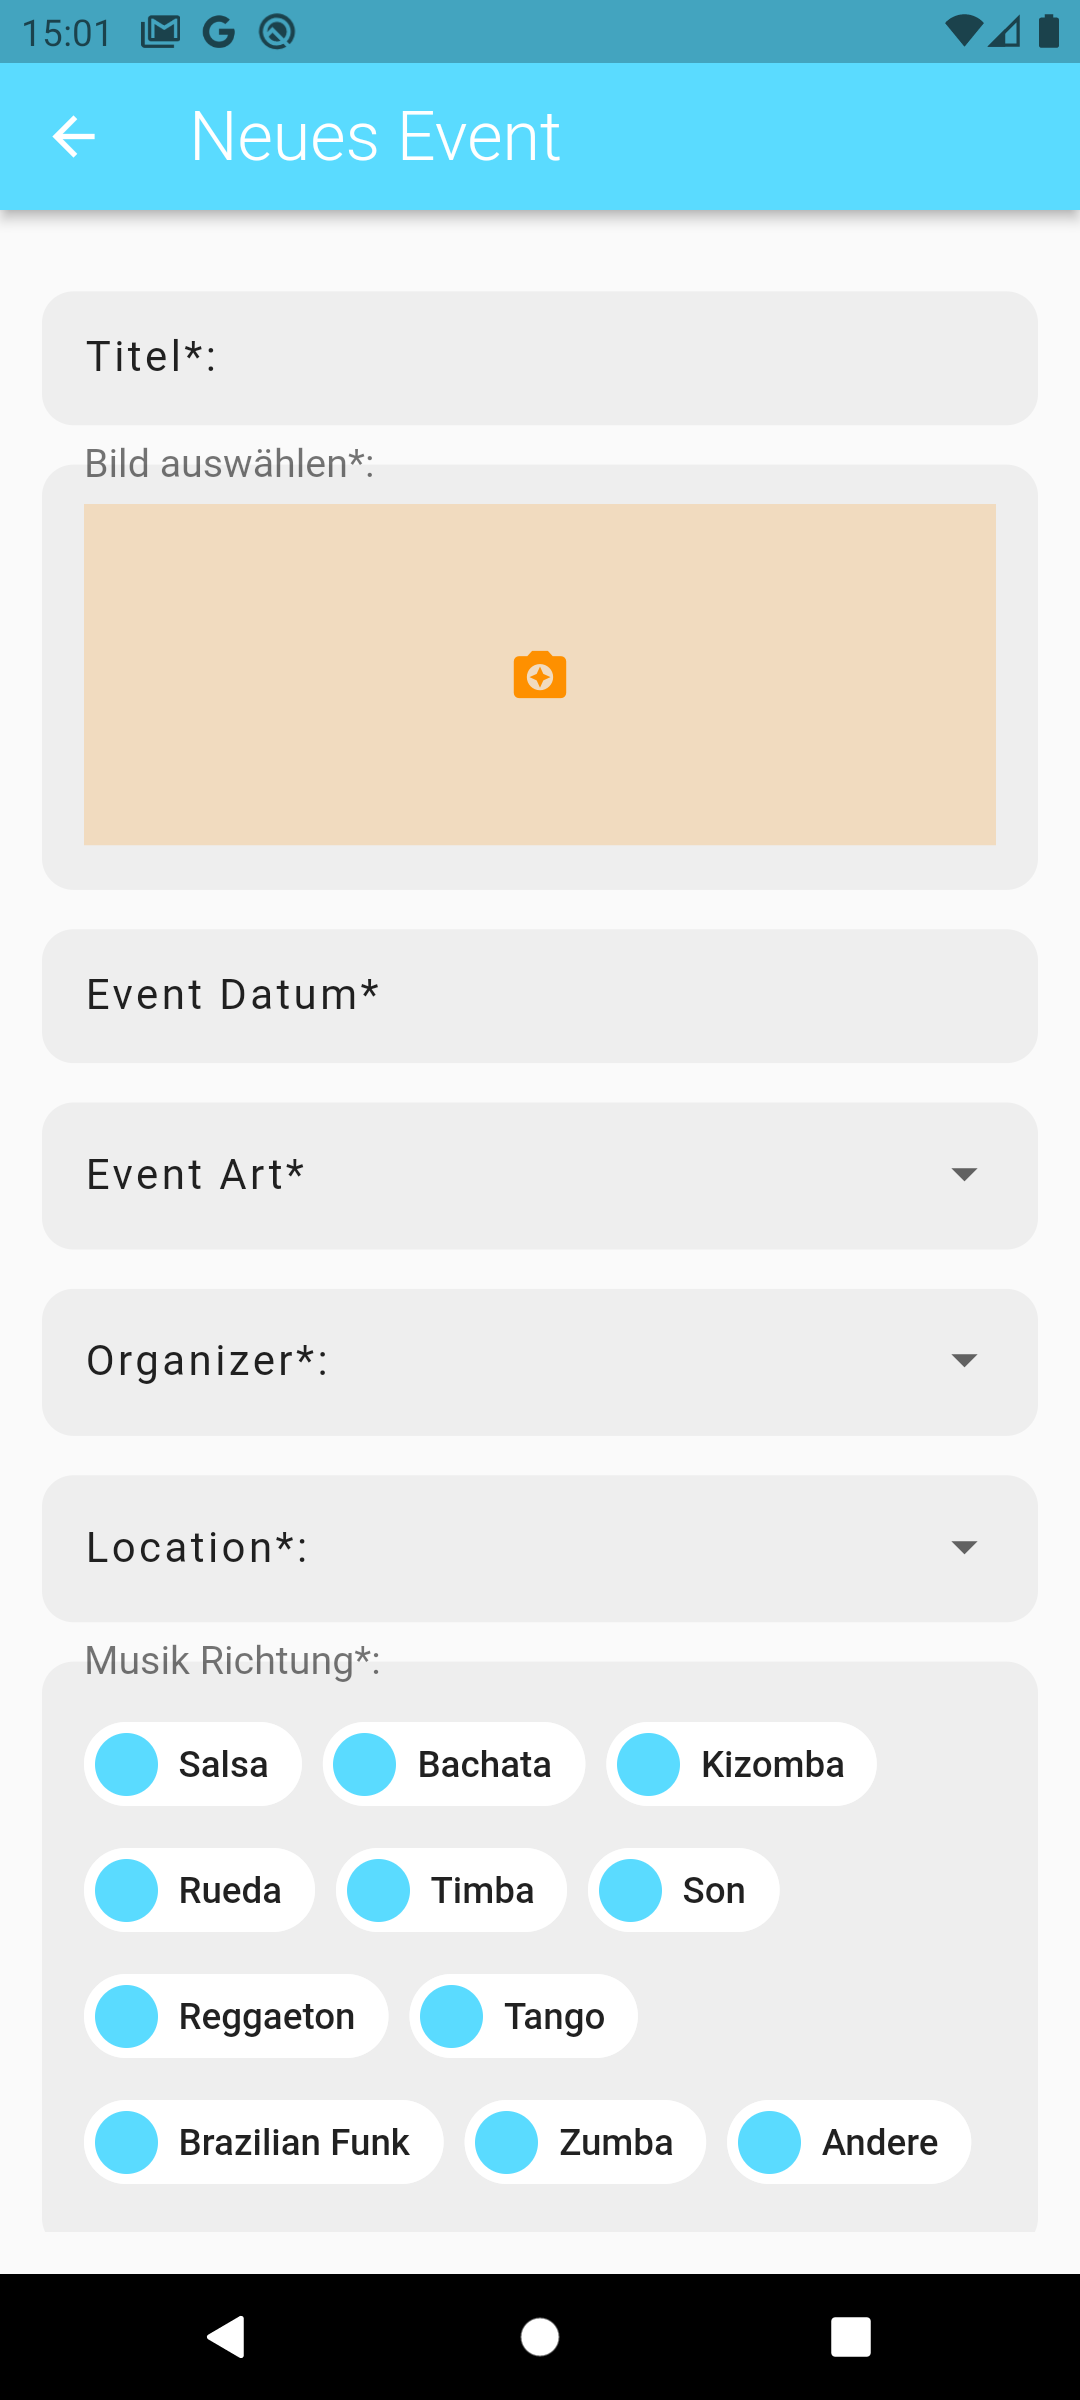 15:01
Neues Event
Titel*:
Bild auswählen*:
Event Datum*
Event Art*
Organizer*:
Location*:
Musik Richtung*:
Salsa Bachata Kizomba
Rueda Timba Son
Reggaeton Tango
Brazilian Funk Zumba Andere